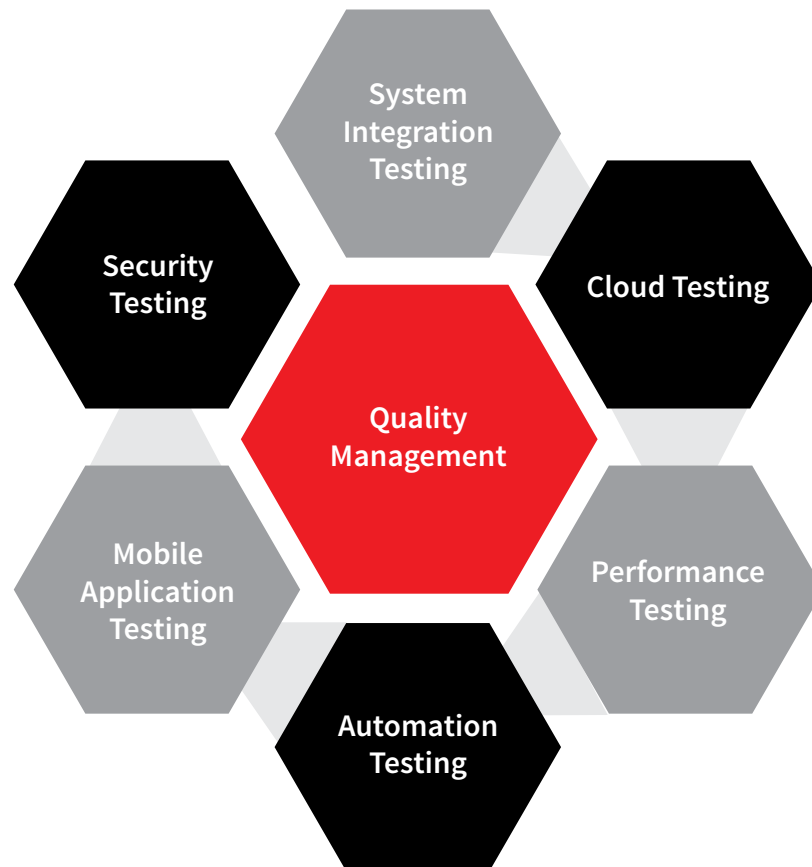 System
Integration
Testing
Security
Testing
Cloud Testing
Quality
Management
Mobile
Application
Testing
Performance
Testing
Automation
Testing